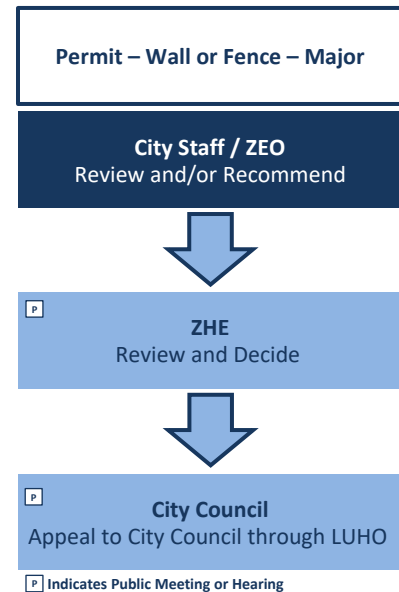 Permit – Wall or Fence – Major
City Staff / ZEO
Review and/or Recommend
P
ZHE
Review and Decide
P
City Council
Appeal to City Council through LUHO
P Indicates Public Meeting or Hearing